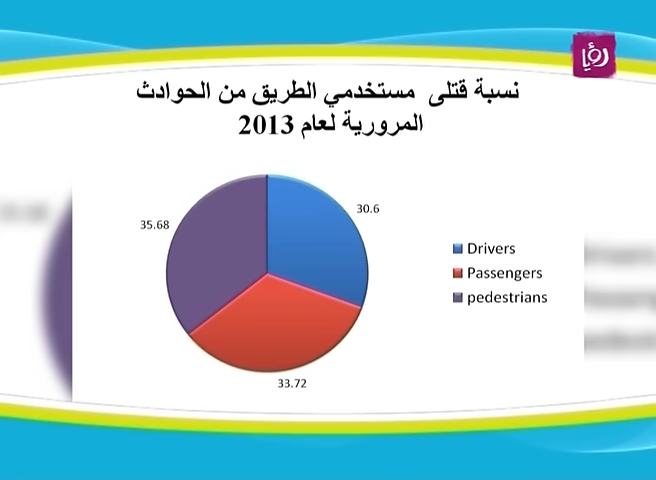 رؤيا
نسبة قتلى مستخدمي الطريق من الحوادث
المرورية لعام 2013
30.6
35.68
33.72
Drivers
Passengers
pedestrians